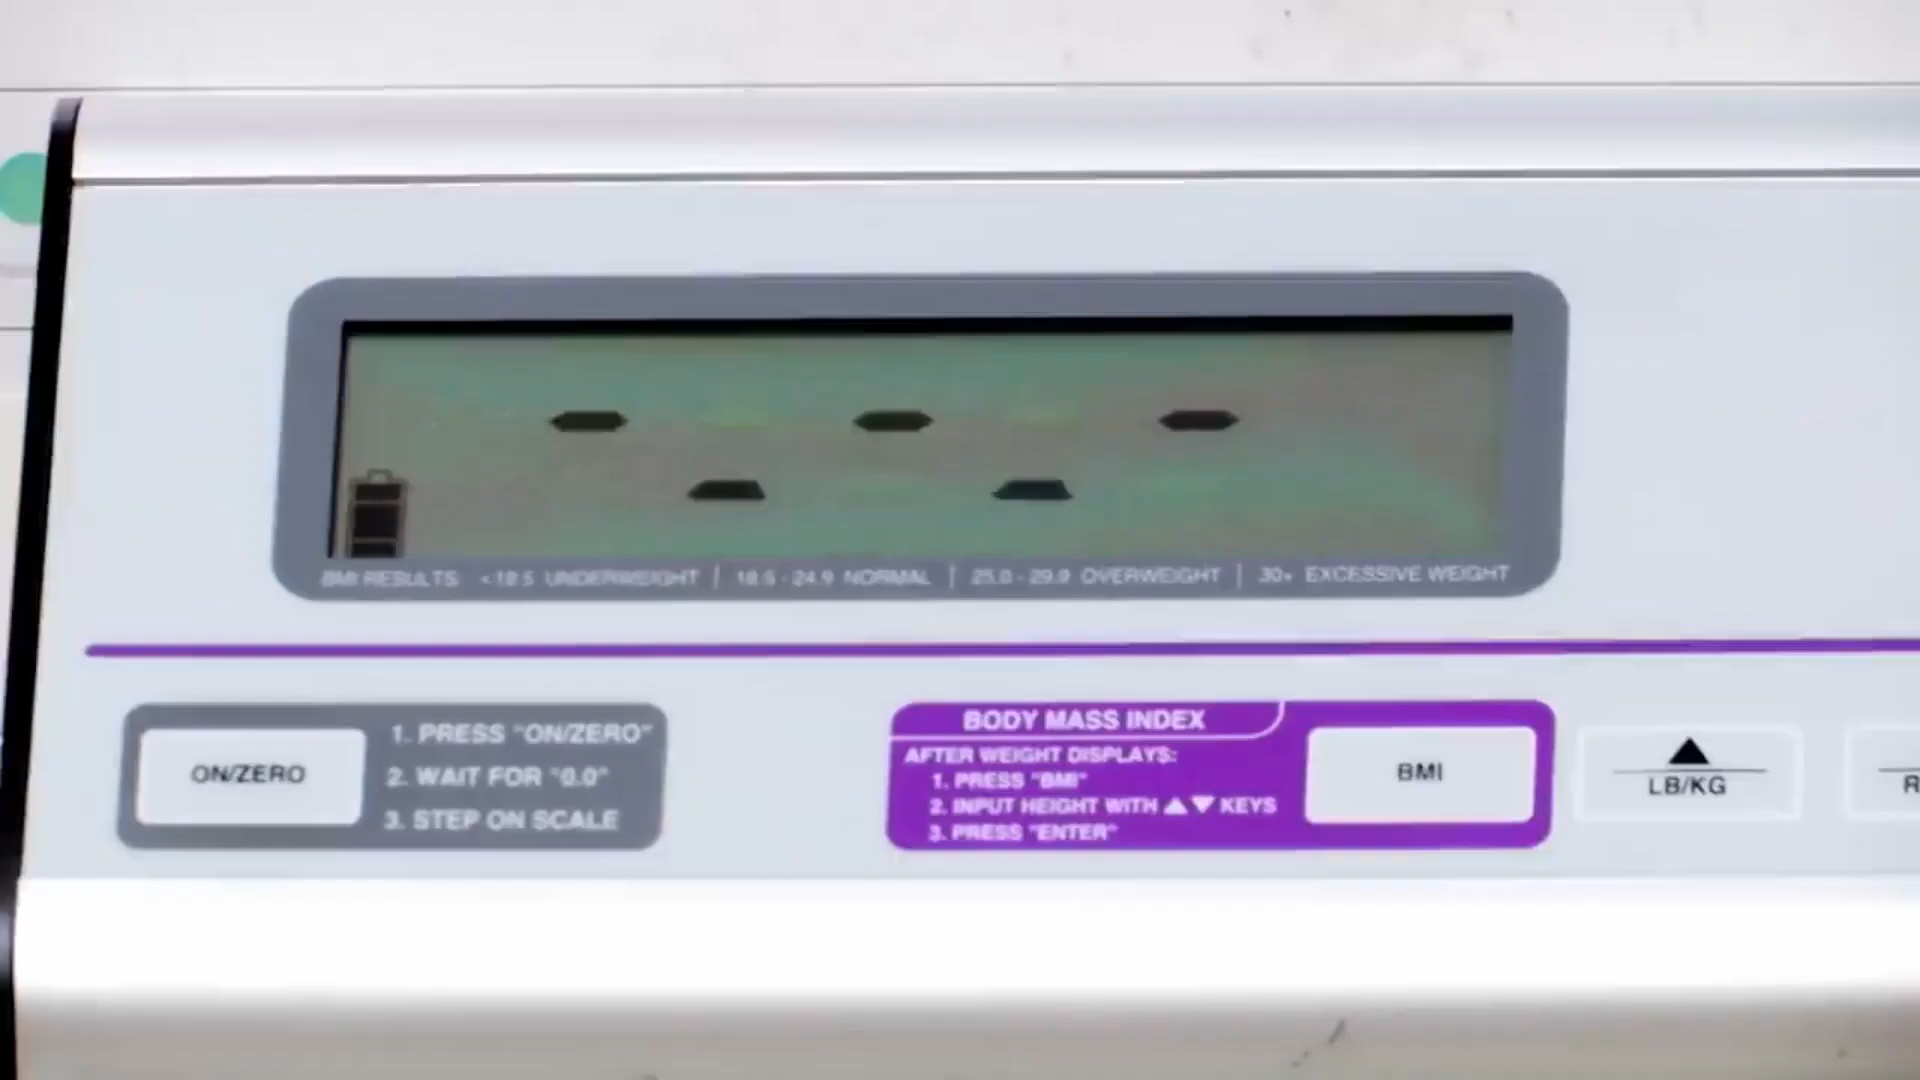 BMI RESULTS <18.5 UNDERWEIGHT | 18.5 - 24.9 NORMAL | 25.0 - 29.9 OVERWEIGHT | 30+ EXCESSIVE WEIGHT
ON/ZERO
1. PRESS "ON/ZERO"
2. WAIT FOR "0.0"
3. STEP ON SCALE
BODY MASS INDEX
AFTER WEIGHT DISPLAYS:
1. PRESS "BMI"
2. INPUT HEIGHT WITH ▲▼ KEYS
3. PRESS "ENTER"
BMI
LB/KG